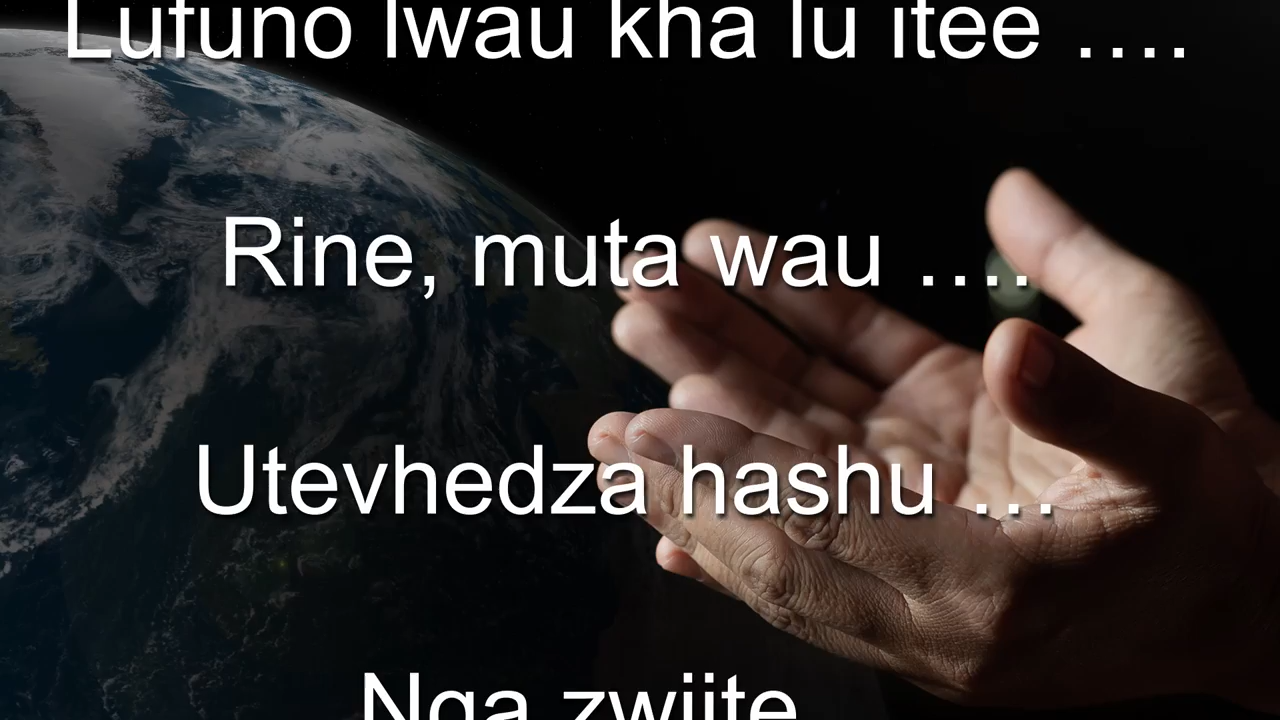 Lufuno lwau kha lu itee ….
Rine, muta wau ….
Utevhedza hashu …
Nga zwiite